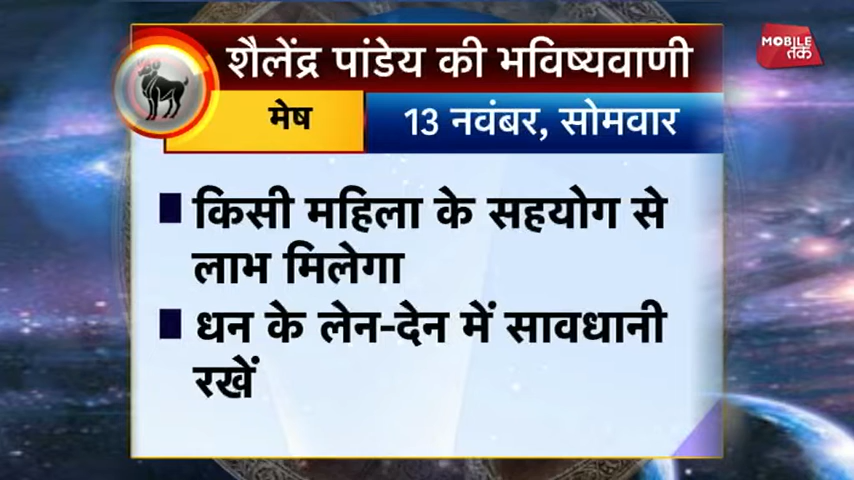 शैलेंद्र पांडेय की भविष्यवाणी
MOBILE
तक
मेष
13 नवंबर, सोमवार
किसी महिला के सहयोग से
लाभ मिलेगा
धन के लेन-देन में सावधानी
रखें